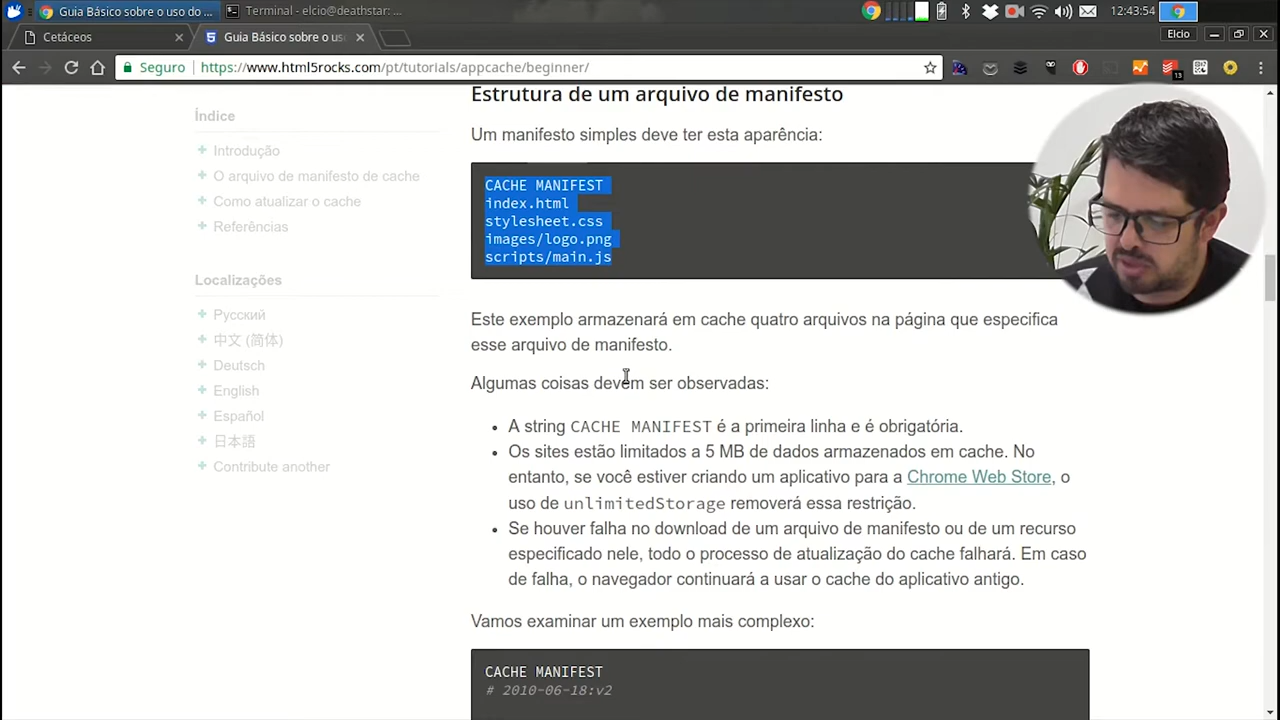 Guia Básico sobre o uso do ...
Terminal - elcio@deathstar: ...
12:43:54
Cetáceos
Guia Básico sobre o us
Elcio
Seguro
https://www.html5rocks.com/pt/tutorials/appcache/beginner/
13
Índice
Introdução
O arquivo de manifesto de cache
Como atualizar o cache
Referências
Localizações
Русский
中文 (简体)
Deutsch
English
Español
日本語
Contribute another
Estrutura de um arquivo de manifesto
Um manifesto simples deve ter esta aparência:
CACHE MANIFEST
index.html
stylesheet.css
images/logo.png
scripts/main.js
Este exemplo armazenará em cache quatro arquivos na página que especifica
esse arquivo de manifesto.
Algumas coisas devem ser observadas:
A string CACHE MANIFEST é a primeira linha e é obrigatória.
Os sites estão limitados a 5 MB de dados armazenados em cache. No
entanto, se você estiver criando um aplicativo para a Chrome Web Store, o
uso de unlimitedStorage removerá essa restrição.
Se houver falha no download de um arquivo de manifesto ou de um recurso
especificado nele, todo o processo de atualização do cache falhará. Em caso
de falha, o navegador continuará a usar o cache do aplicativo antigo.
Vamos examinar um exemplo mais complexo:
CACHE MANIFEST
# 2010-06-18:v2